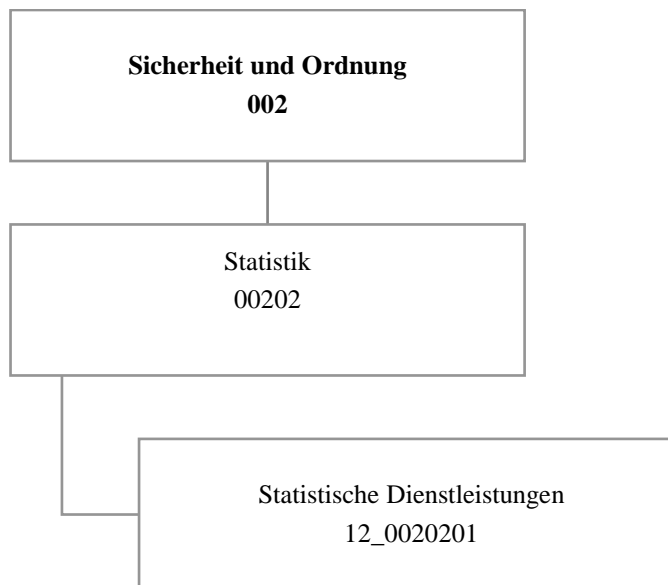 Sicherheit und Ordnung
002
Statistik
00202
Statistische Dienstleistungen
12_0020201